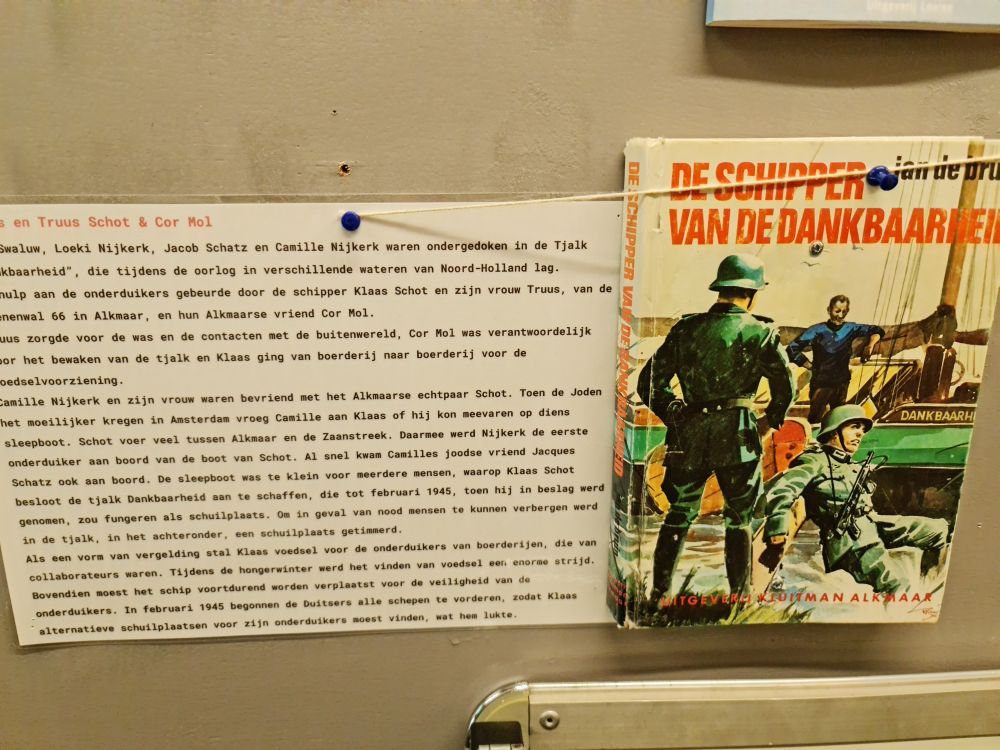 Uitgeverij
s en Truus Schot & Cor Mol
Swaluw, Loeki Nijkerk, Jacob Schatz en Camille Nijkerk waren ondergedoken in de Tjalk
nkbaarheid", die tijdens de oorlog in verschillende wateren van Noord-Holland lag.
hulp aan de onderduikers gebeurde door de schipper Klaas Schot en zijn vrouw Truus, van de
enenwal 66 in Alkmaar, en hun Alkmaarse vriend Cor Mol.
uus zorgde voor de was en de contacten met de buitenwereld, Cor Mol was verantwoordelijk
oor het bewaken van de tjalk en Klaas ging van boerderij naar boerderij voor de
oedselvoorziening.
Camille Nijkerk en zijn vrouw waren bevriend met het Alkmaarse echtpaar Schot. Toen de Joden
het moeilijker kregen in Amsterdam vroeg Camille aan Klaas of hij kon meevaren op diens
sleepboot. Schot voer veel tussen Alkmaar en de Zaanstreek. Daarmee werd Nijkerk de eerste
onderduiker aan boord van de boot van Schot. Al snel kwam Camilles joodse vriend Jacques
Schatz ook aan boord. De sleepboot was te klein voor meerdere mensen, waarop Klaas Schot
besloot de tjalk Dankbaarheid aan te schaffen, die tot februari 1945, toen hij in beslag werd
genomen, zou fungeren als schuilplaats. Om in geval van nood mensen te kunnen verbergen werd
in de tjalk, in het achteronder, een schuilplaats getimmerd.
Als een vorm van vergelding stal Klaas voedsel voor de onderduikers van boerderijen, die van
collaborateurs waren. Tijdens de hongerwinter werd het vinden van voedsel een enorme strijd.
Bovendien moest het schip voortdurend worden verplaatst voor de veiligheid van de
onderduikers. In februari 1945 begonnen de Duitsers alle schepen te vorderen, zodat Klaas
alternatieve schuilplaatsen voor zijn onderduikers moest vinden, wat hem lukte.
DE SCHIPPER VAN DE DANKBAARHEID
DE SCHIPPER jan de bru
VAN DE DANKBAARHEID
DANKBAARH
UITGEVERIJ KLUITMAN ALKMAAR